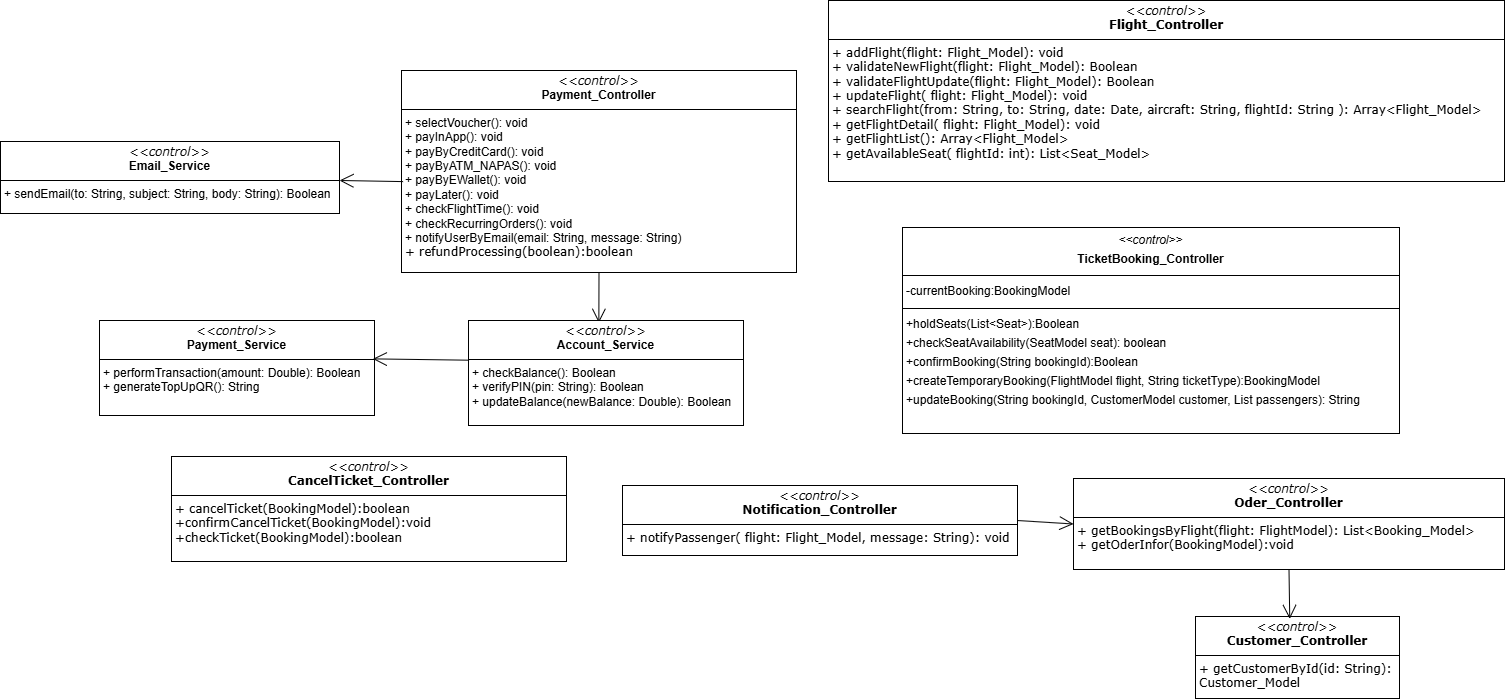 <<control>>
Flight_Controller
+ addFlight(flight: Flight_Model): void
+ validateNewFlight(flight: Flight_Model): Boolean
+ validateFlightUpdate(flight: Flight_Model): Boolean
+ updateFlight( flight: Flight_Model): void
+ searchFlight(from: String, to: String, date: Date, aircraft: String, flightId: String ): Array<Flight_Model>
+ getFlightDetail( flight: Flight_Model): void
+ getFlightList(): Array<Flight_Model>
+ getAvailableSeat( flightId: int): List<Seat_Model>
<<control>>
Payment_Controller
+ selectVoucher(): void
+ payInApp(): void
+ payByCreditCard(): void
+ payByATM_NAPAS(): void
+ payByEWallet(): void
+ payLater(): void
+ checkFlightTime(): void
+ checkRecurringOrders(): void
+ notifyUserByEmail(email: String, message: String)
+ refundProcessing(boolean):boolean
<<control>>
Email_Service
+ sendEmail(to: String, subject: String, body: String): Boolean
<<control>>
TicketBooking_Controller
-currentBooking:BookingModel
+holdSeats(List<Seat>):Boolean
+checkSeatAvailability(SeatModel seat): boolean
+confirmBooking(String bookingId):Boolean
+createTemporaryBooking(FlightModel flight, String ticketType):BookingModel
+updateBooking(String bookingId, CustomerModel customer, List passengers): String
<<control>>
Payment_Service
+ performTransaction(amount: Double): Boolean
+ generateTopUpQR(): String
<<control>>
Account_Service
+ checkBalance(): Boolean
+ verifyPIN(pin: String): Boolean
+ updateBalance(newBalance: Double): Boolean
<<control>>
CancelTicket_Controller
+ cancelTicket(BookingModel):boolean
+confirmCancelTicket(BookingModel):void
+checkTicket(BookingModel):boolean
<<control>>
Notification_Controller
+ notifyPassenger( flight: Flight_Model, message: String): void
<<control>>
Oder_Controller
+ getBookingsByFlight(flight: FlightModel): List<Booking_Model>
+ getOderInfor(BookingModel):void
<<control>>
Customer_Controller
+ getCustomerById(id: String):
Customer_Model